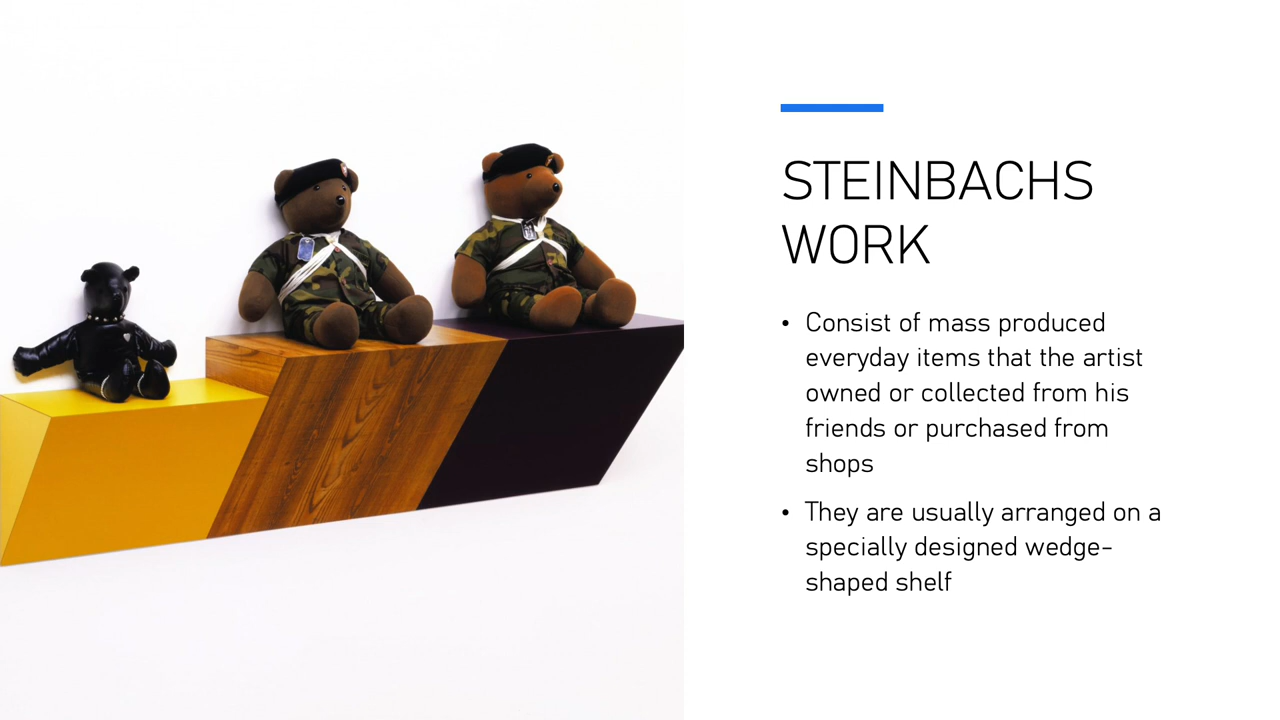 STEINBACHS
WORK
• Consist of mass produced
everyday items that the artist
owned or collected from his
friends or purchased from
shops
• They are usually arranged on a
specially designed wedge-
shaped shelf